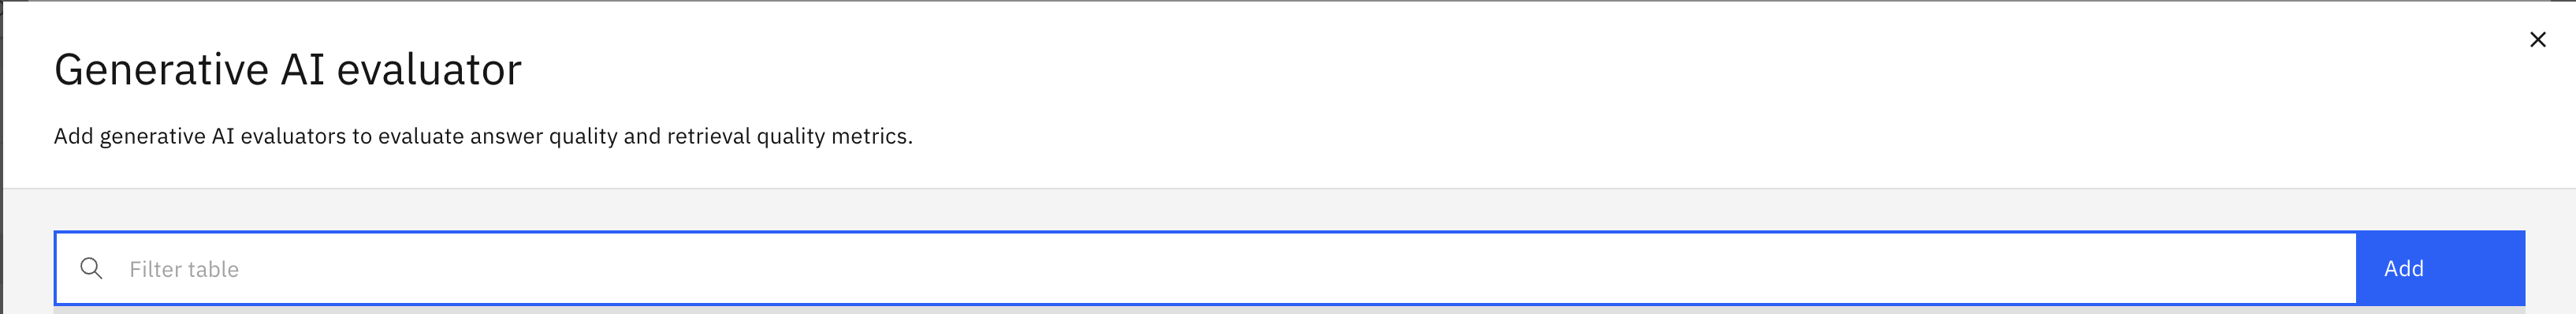 Generative AI evaluator
Add generative AI evaluators to evaluate answer quality and retrieval quality metrics.
Filter table
Add